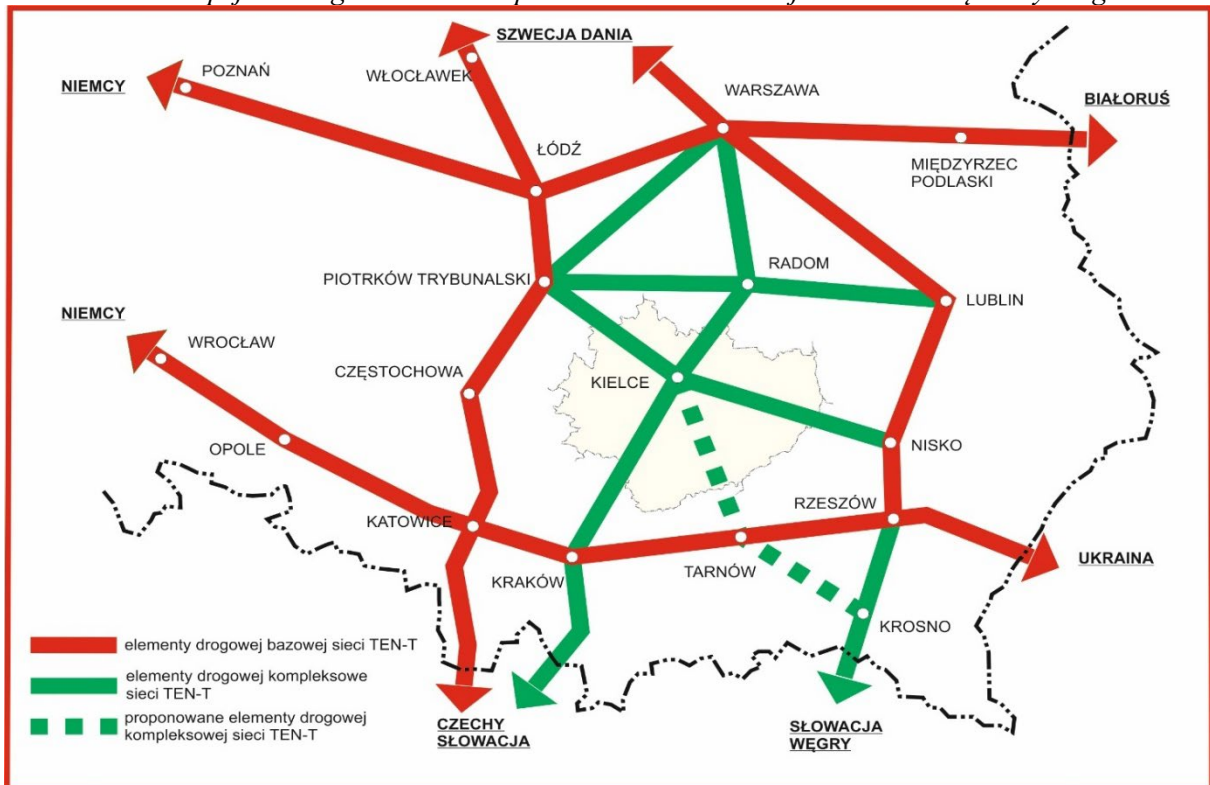 SZWECJA DANIA
WŁOCŁAWEK
POZNAŃ
NIEMCY
WARSZAWA
BIAŁORUŚ
ŁÓDŹ
MIĘDZYRZEC
PODLASKI
PIOTRKÓW TRYBUNALSKI
RADOM
LUBLIN
NIEMCY
WROCŁAW
CZĘSTOCHOWA
KIELCE
OPOLE
NISKO
RZESZÓW
KATOWICE
KRAKÓW
TARNÓW
UKRAINA
KROSNO
elementy drogowej bazowej sieci TEN-T
elementy drogowej kompleksowe
sieci TEN-T
proponowane elementy drogowej
kompleksowej sieci TEN-T
CZECHY
SŁOWACJA
SŁOWACJA
WĘGRY